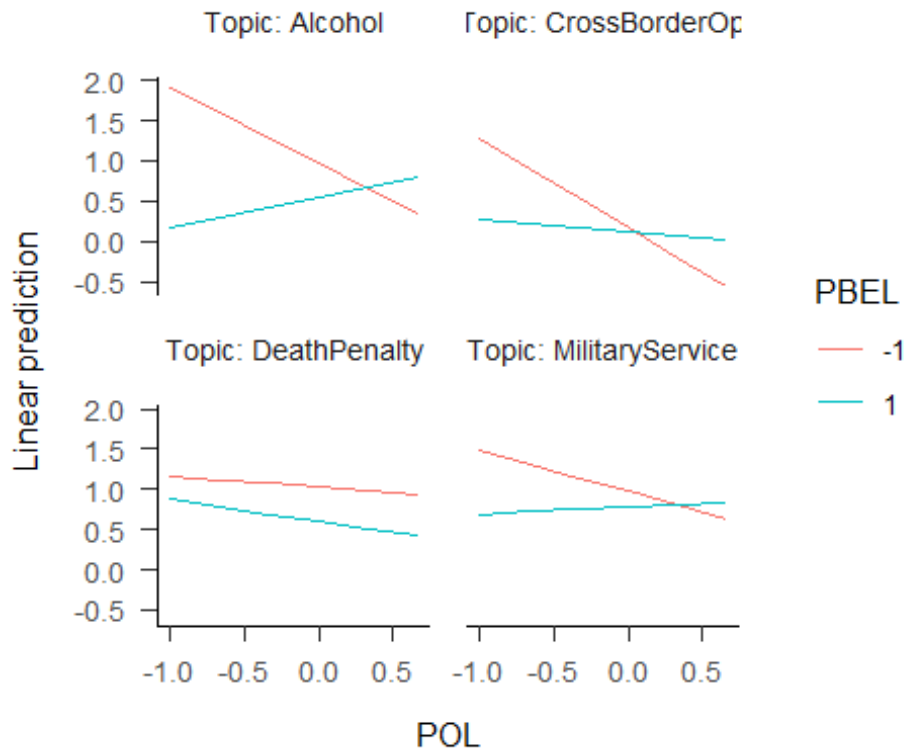 Topic: Alcohol
Topic: CrossBorderOp
2.0
1.5
1.0
0.5
0.0
-0.5
Topic: DeathPenalty
Topic: MilitaryService
2.0
1.5
1.0
0.5
0.0
-0.5
-1.0 -0.5 0.0 0.5
-1.0 -0.5 0.0 0.5
POL
Linear prediction
PBEL
-1
1